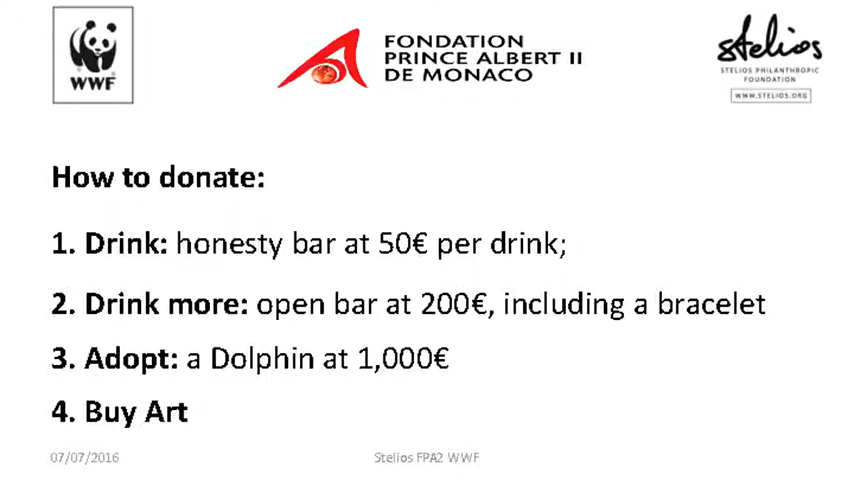 WWF
FONDATION
PRINCE ALBERT II
DE MONACO
stelios
STELIOS PHILANTHROPIC
FOUNDATION
WWW.STELIOS.ORG
How to donate:
1. Drink: honesty bar at 50€ per drink;
2. Drink more: open bar at 200€, including a bracelet
3. Adopt: a Dolphin at 1,000€
4. Buy Art
07/07/2016
Stelios FPA2 WWF